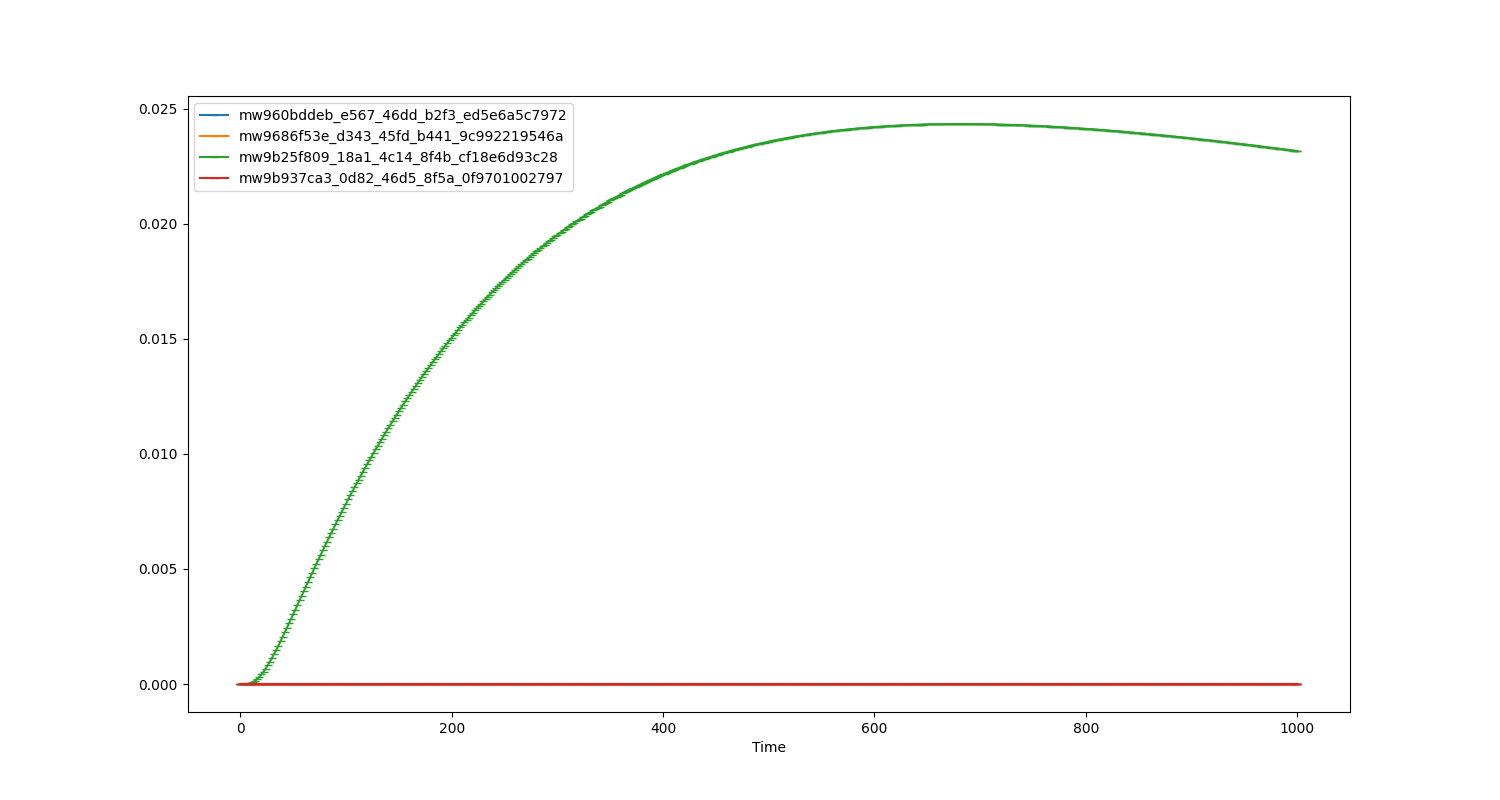 mw960bddeb_e567_46dd_b2f3_ed5e6a5c7972
mw9686f53e_d343_45fd_b441_9c992219546a
mw9b25f809_18a1_4c14_8f4b_cf18e6d93c28
mw9b937ca3_0d82_46d5_8f5a_0f9701002797
0.025
0.020
0.015
0.010
0.005
0.000
0 200 400 600 800 1000
Time